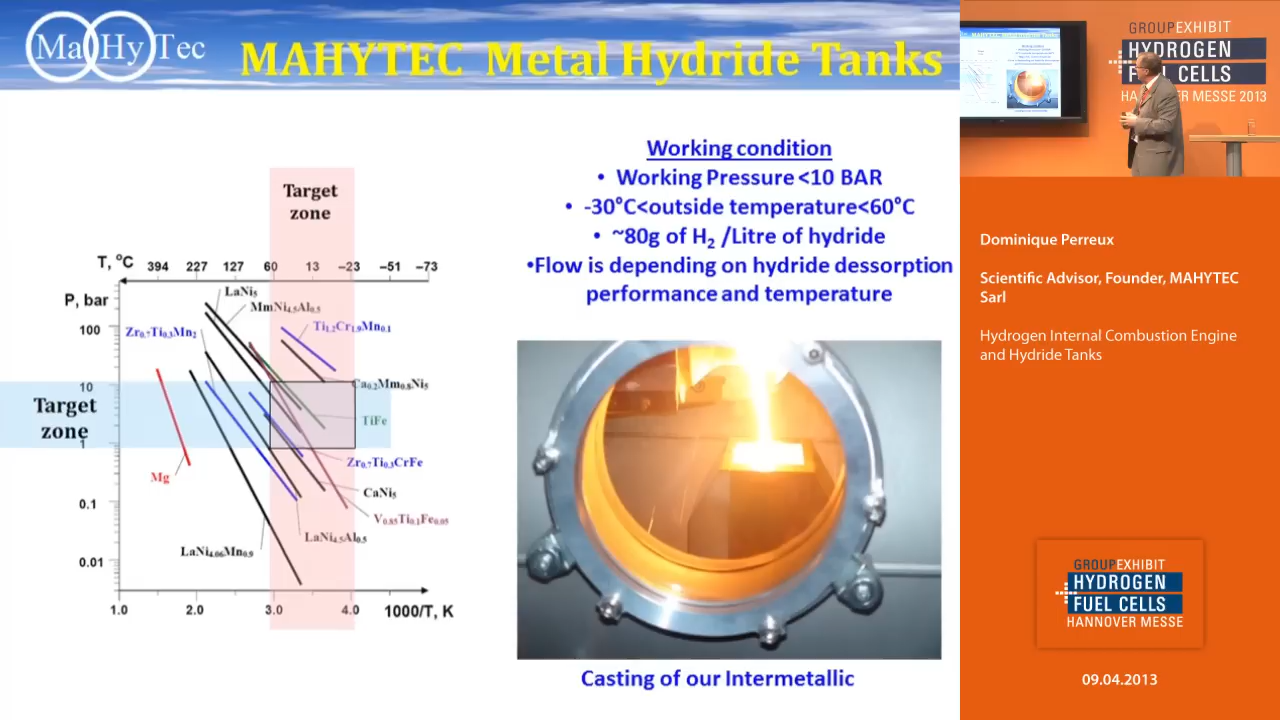 MaHyTec
MAHYTEC Metal Hydride Tanks
Working condition
• Working Pressure <10 BAR
• -30°C<outside temperature<60°C
• ~80g of H₂ /Litre of hydride
•Flow is depending on hydride dessorption
performance and temperature
Target
zone
T, °C 394 227 127 60 13 –23 –51 –73
P, bar
LaNi₅
MmNi₄.₅Al₀.₅
Zr₀.₇Ti₀.₃Mn₂
Ti₁.₂Cr₁.₉Mn₀.₁
100
Ca₀.₂Mm₀.₈Ni₅
10
Target
zone
TiFe
1
Zr₀.₇Ti₀.₃CrFe
Mg
CaNi₅
0.1
V₀.₈₅Ti₀.₁Fe₀.₀₅
LaNi₄.₅Al₀.₅
LaNi₄.₀₆Mn₀.₉
0.01
1.0 2.0 3.0 4.0 1000/T, K
Casting of our Intermetallic
GROUP EXHIBIT
HYDROGEN
FUEL CELLS
HANNOVER MESSE 2013
Dominique Perreux
Scientific Advisor, Founder, MAHYTEC
Sarl
Hydrogen Internal Combustion Engine
and Hydride Tanks
GROUP EXHIBIT
HYDROGEN
FUEL CELLS
HANNOVER MESSE
09.04.2013